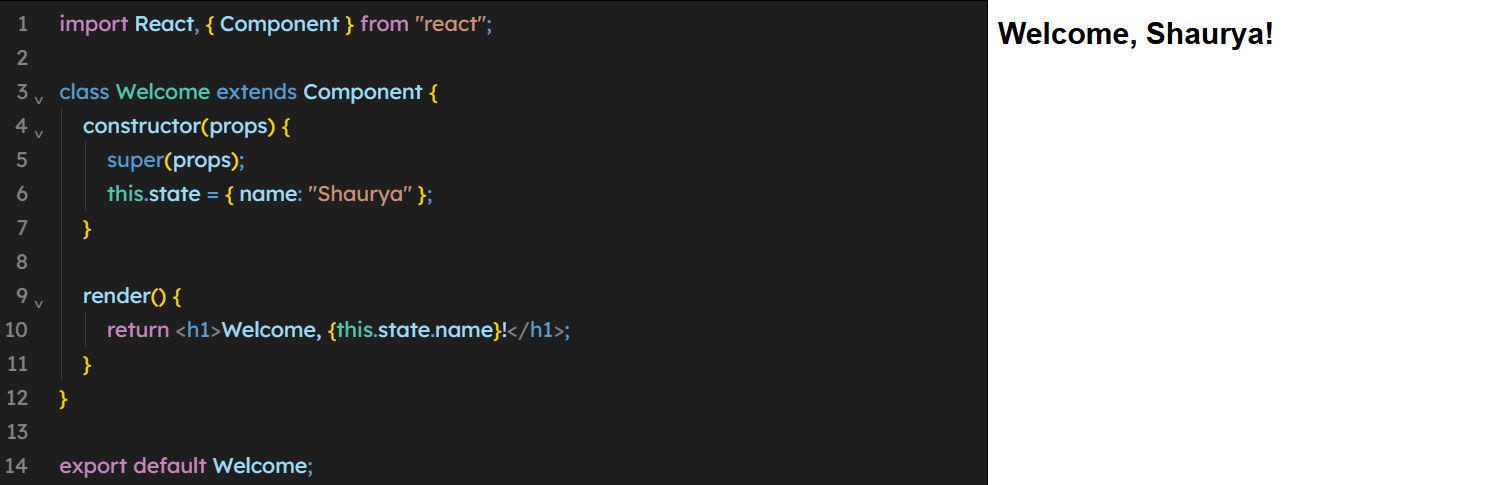 1 import React, { Component } from "react";
2
3 class Welcome extends Component {
4 constructor(props) {
5 super(props);
6 this.state = { name: "Shaurya" };
7 }
8
9 render() {
10 return <h1>Welcome, {this.state.name}!</h1>;
11 }
12 }
13
14 export default Welcome;
Welcome, Shaurya!